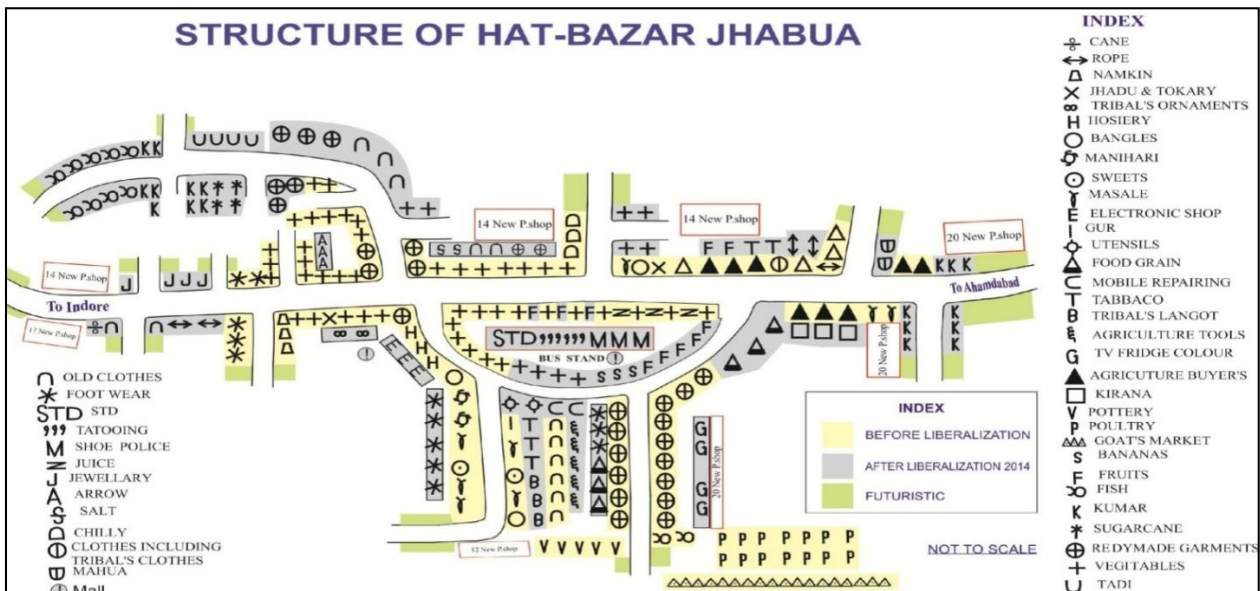 STRUCTURE OF HAT-BAZAR JHABUA
14 New P.shop
14 New P.shop
20 New P.shop
14 New P.shop
To Indore
To Ahamdabad
17 New P.shop
STD
MMM
BUS STAND
20 New P.shop
20 New P.shop
12 New P.shop
OLD CLOTHES
FOOT WEAR
STD STD
TATOOING
M SHOE POLICE
JUICE
J JEWELLARY
A ARROW
SALT
D CHILLY
CLOTHES INCLUDING
TRIBAL'S CLOTHES
MAHUA
Mall
INDEX
BEFORE LIBERALIZATION
AFTER LIBERALIZATION 2014
FUTURISTIC
NOT TO SCALE
INDEX
CANE
ROPE
NAMKIN
JHADU & TOKARY
TRIBAL'S ORNAMENTS
H HOSIERY
BANGLES
MANIHARI
SWEETS
MASALE
E ELECTRONIC SHOP
GUR
UTENSILS
FOOD GRAIN
MOBILE REPAIRING
T TABBACO
TRIBAL'S LANGOT
AGRICULTURE TOOLS
G TV FRIDGE COLOUR
AGRICUTURE BUYER'S
KIRANA
V POTTERY
P POULTRY
GOAT'S MARKET
S BANANAS
F FRUITS
FISH
K KUMAR
SUGARCANE
REDYMADE GARMENTS
VEGITABLES
TADI